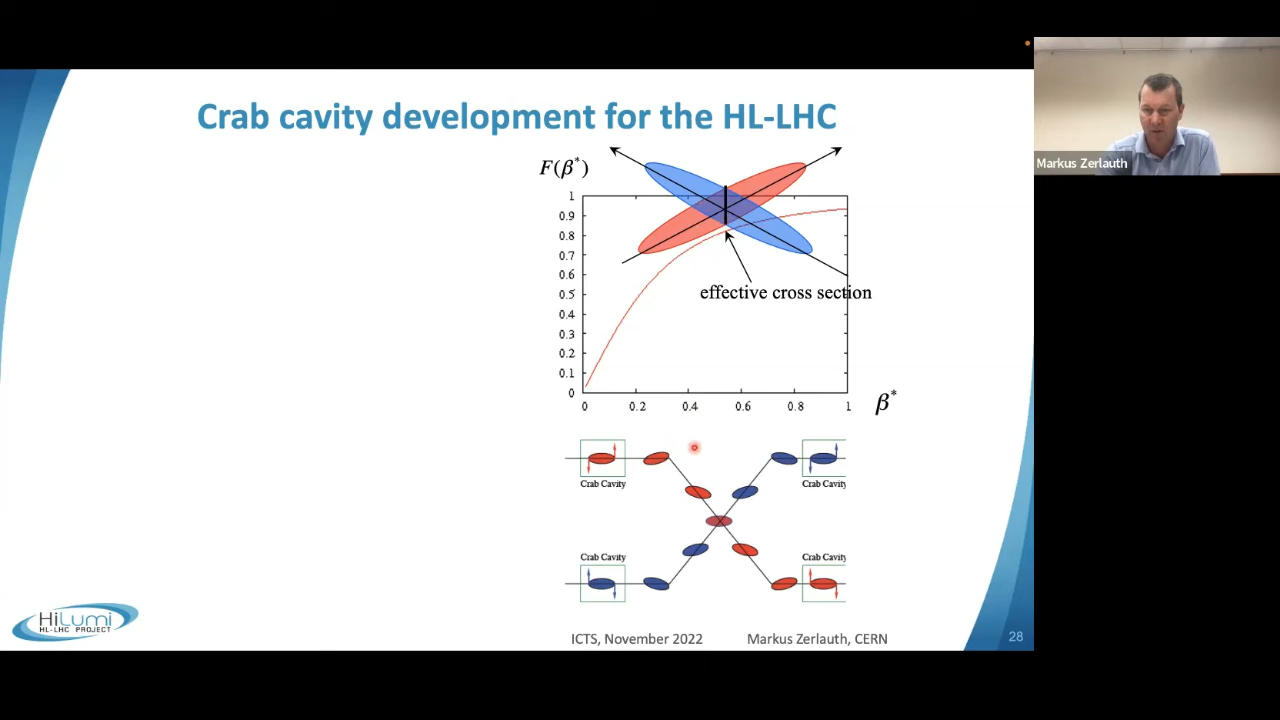 Crab cavity development for the HL-LHC
Markus Zerlauth
F(β*)
1
0.9
0.8
0.7
0.6
0.5
0.4
0.3
0.2
0.1
0
effective cross section
0 0.2 0.4 0.6 0.8 1
β*
Crab Cavity Crab Cavity
Crab Cavity Crab Cavity
HiLumi
HL-LHC PROJECT
ICTS, November 2022 Markus Zerlauth, CERN
28